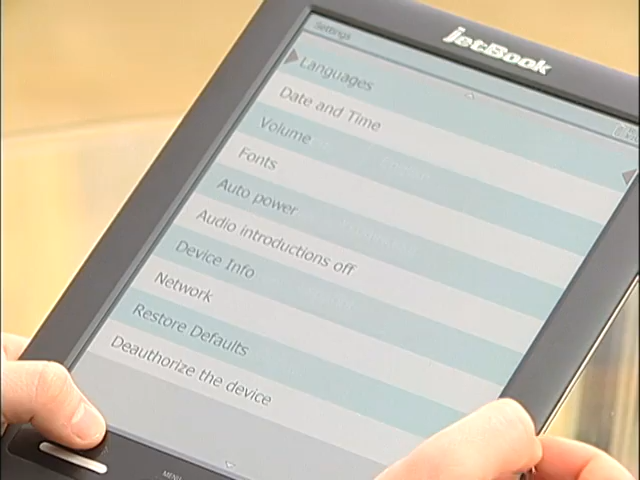 jetBook
Settings
Languages
Date and Time
Volume
Fonts
Auto power
Audio introductions off
Device Info
Network
Restore Defaults
Deauthorize the device
MENU